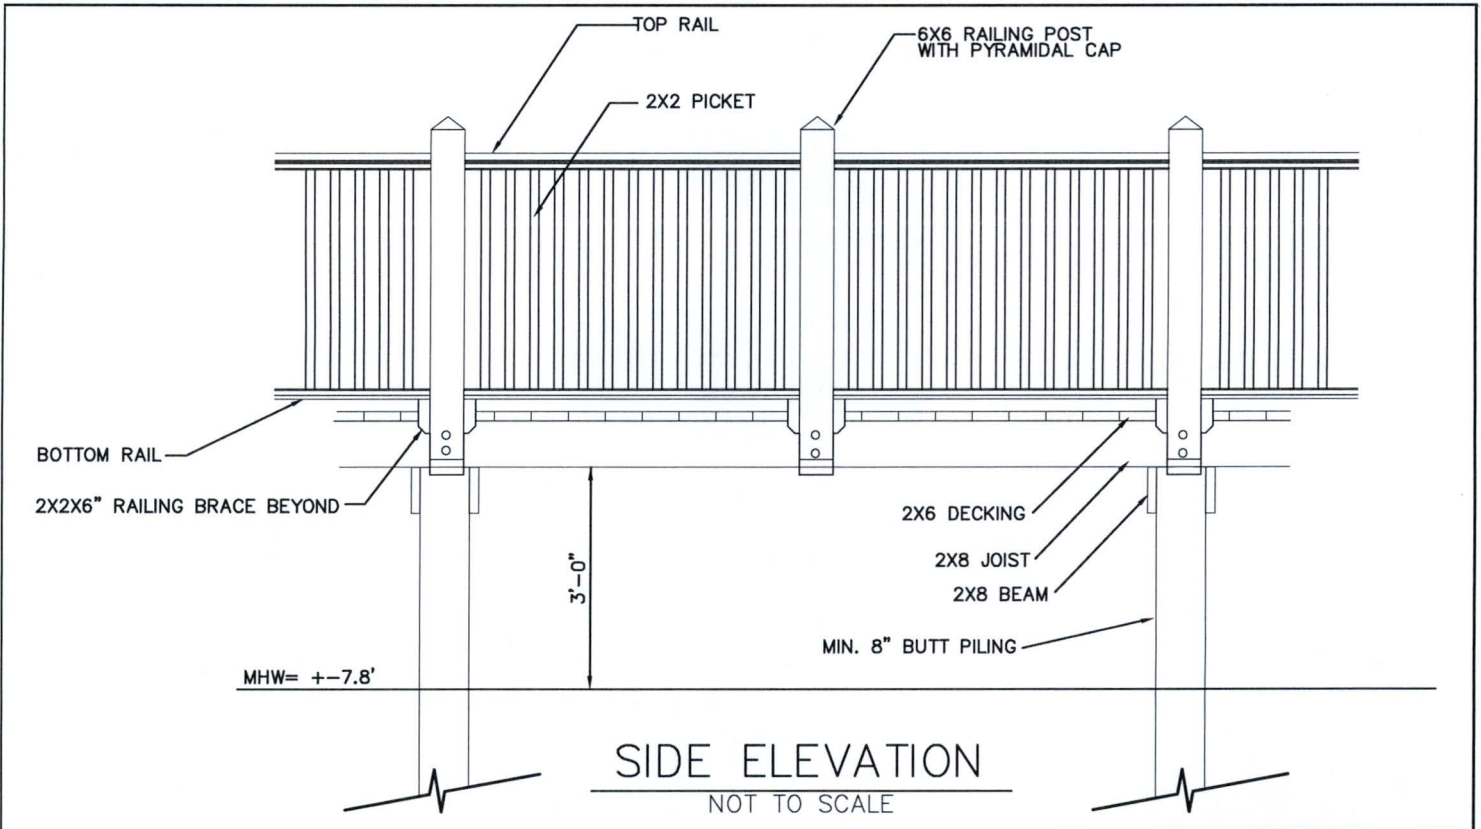 TOP RAIL
6X6 RAILING POST
WITH PYRAMIDAL CAP
2X2 PICKET
BOTTOM RAIL
2X2X6" RAILING BRACE BEYOND
2X6 DECKING
2X8 JOIST
2X8 BEAM
3'-0"
MIN. 8" BUTT PILING
MHW= +-7.8'
SIDE ELEVATION
NOT TO SCALE